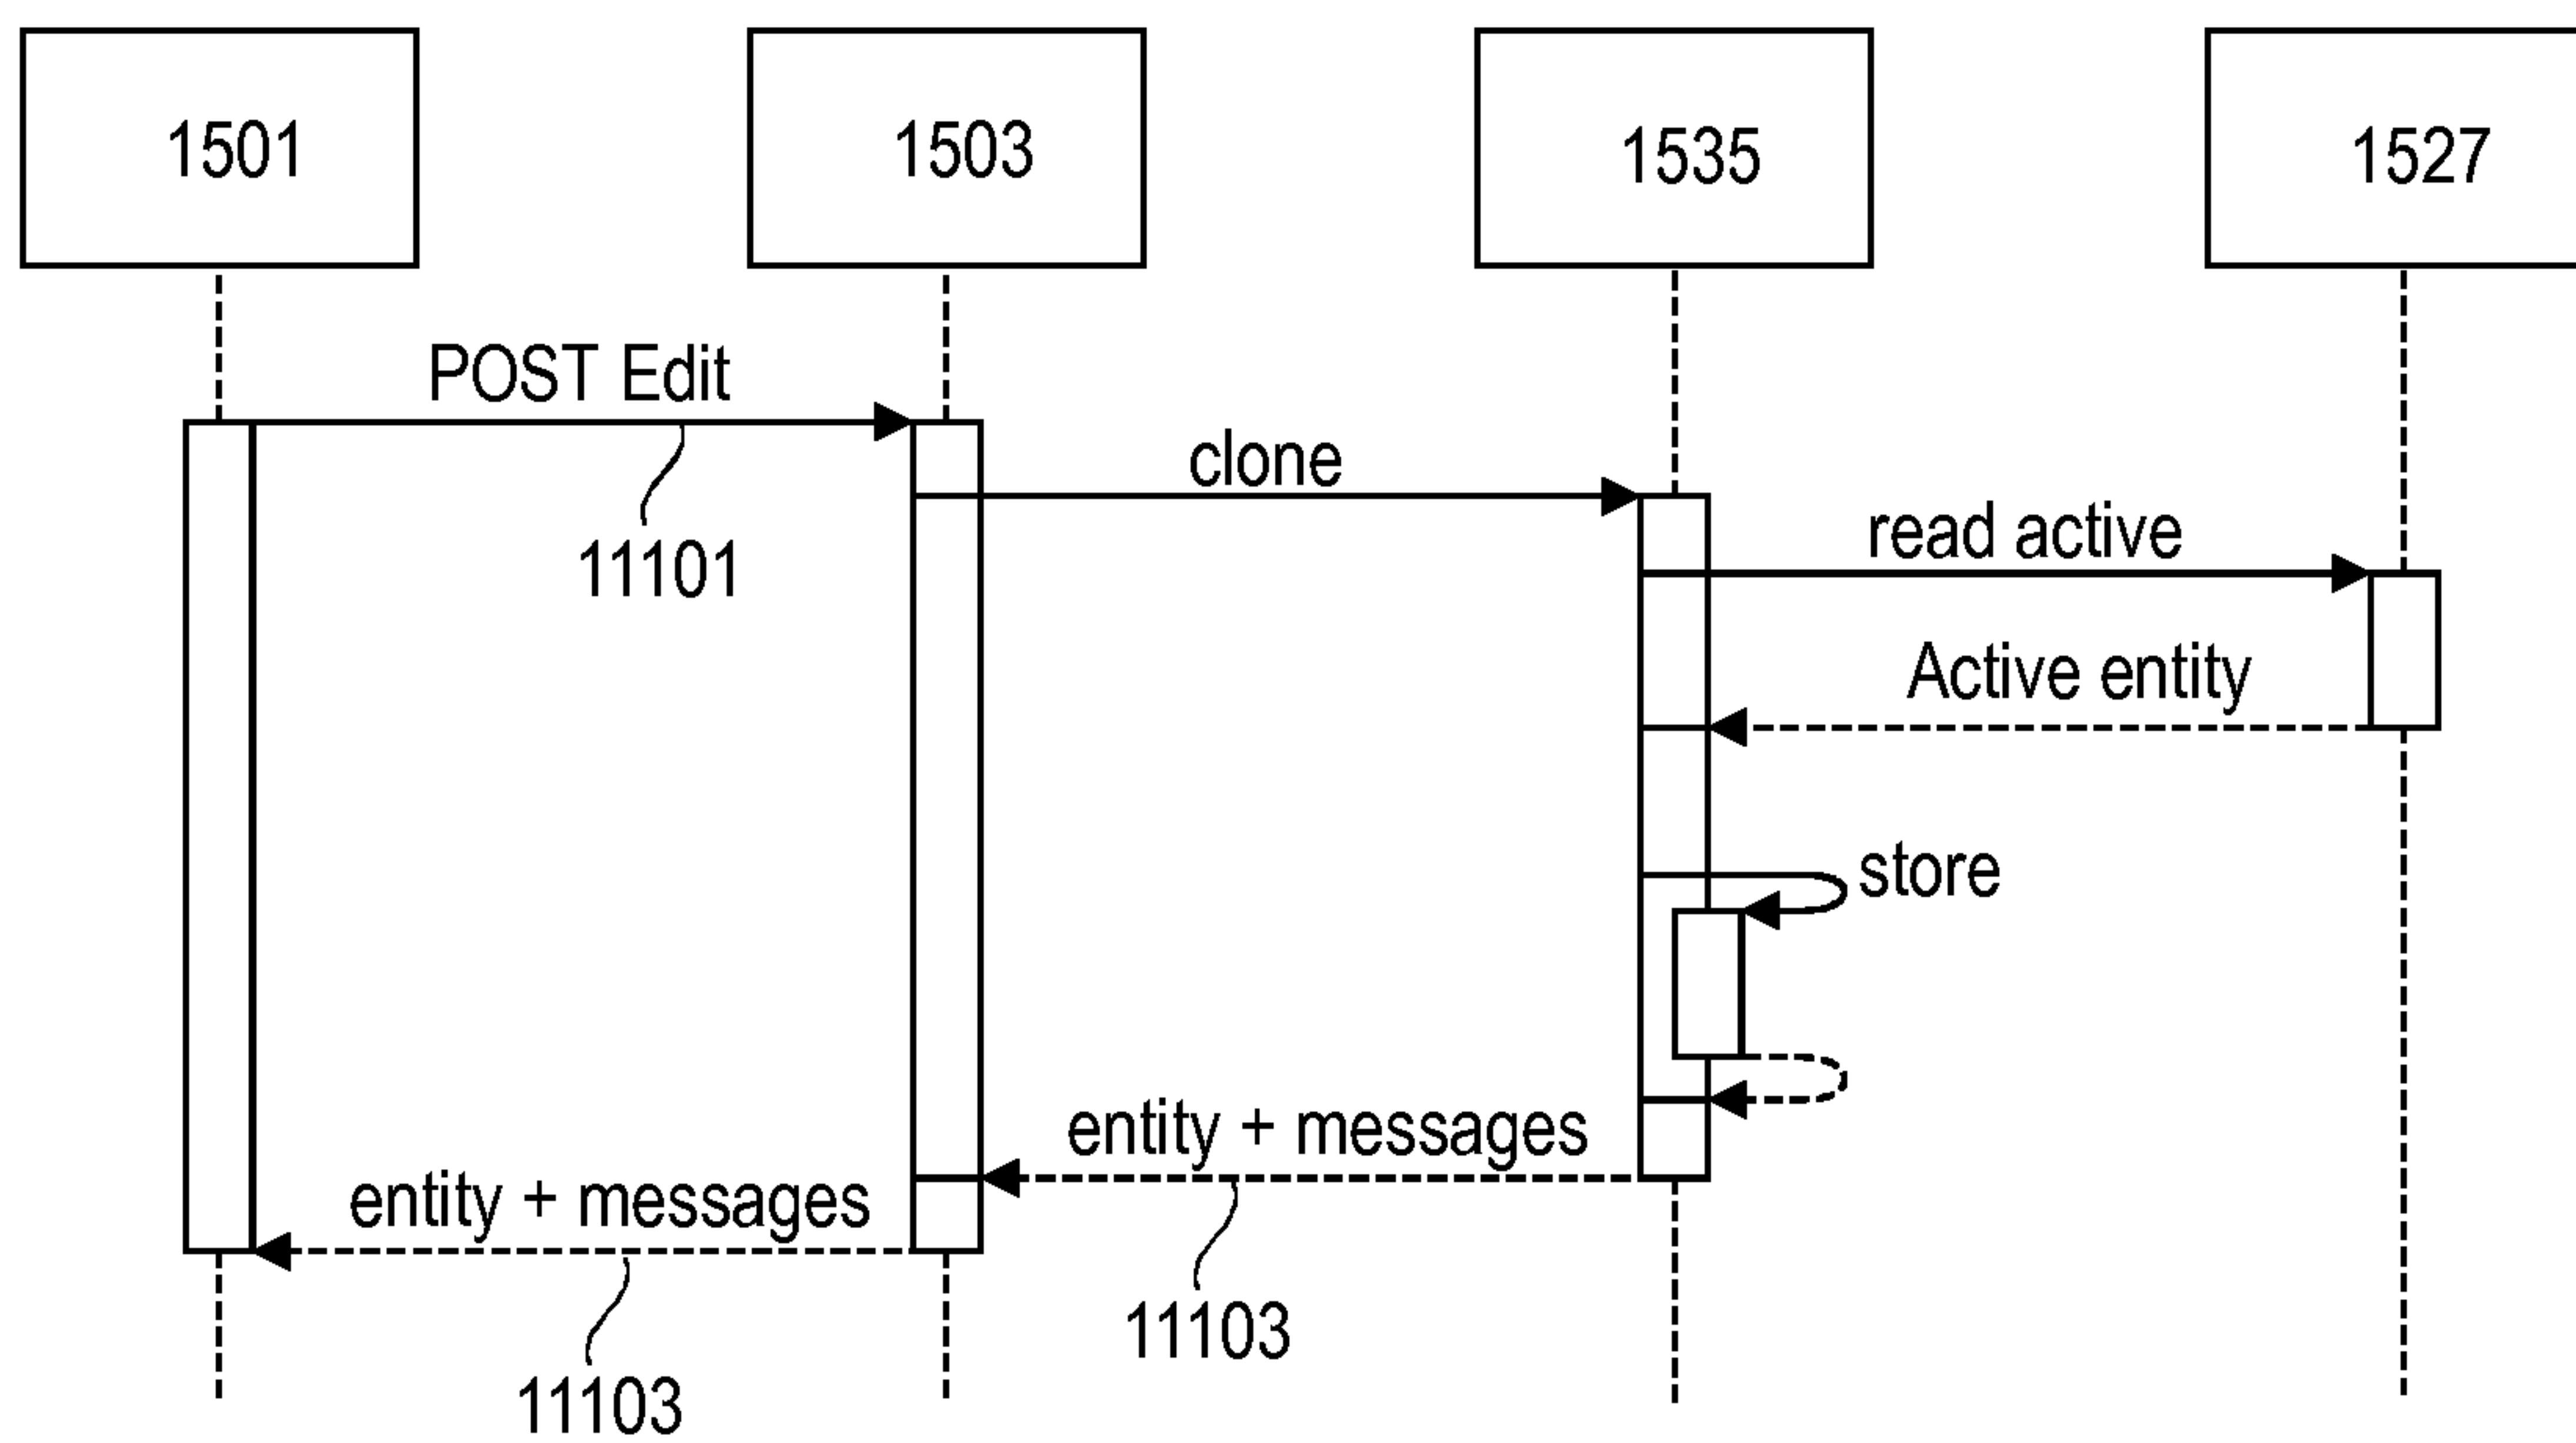 1501
1503
1535
1527
POST Edit
clone
11101
read active
Active entity
store
entity + messages
entity + messages
11103
11103